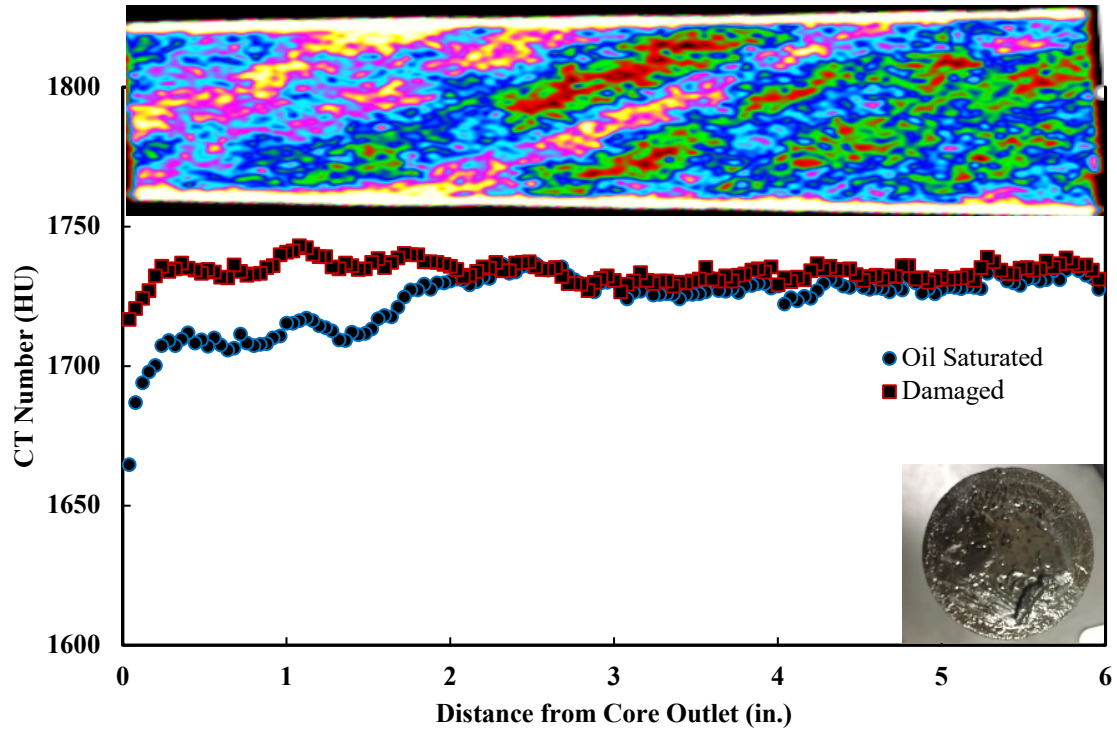 1800
1750
1700
1650
1600
CT Number (HU)
Oil Saturated
Damaged
0 1 2 3 4 5 6
Distance from Core Outlet (in.)